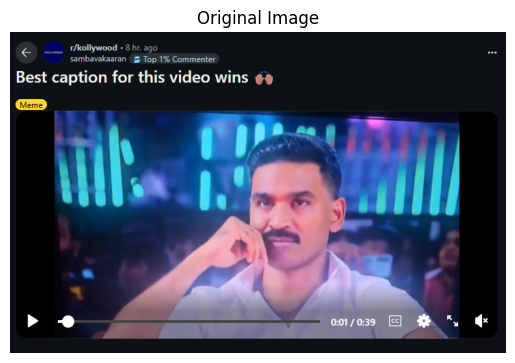 Original Image
r/kollywood • 8 hr. ago
sambavakaaran Top 1% Commenter
Best caption for this video wins 🙌🏽
Meme
0:01 / 0:39
CC